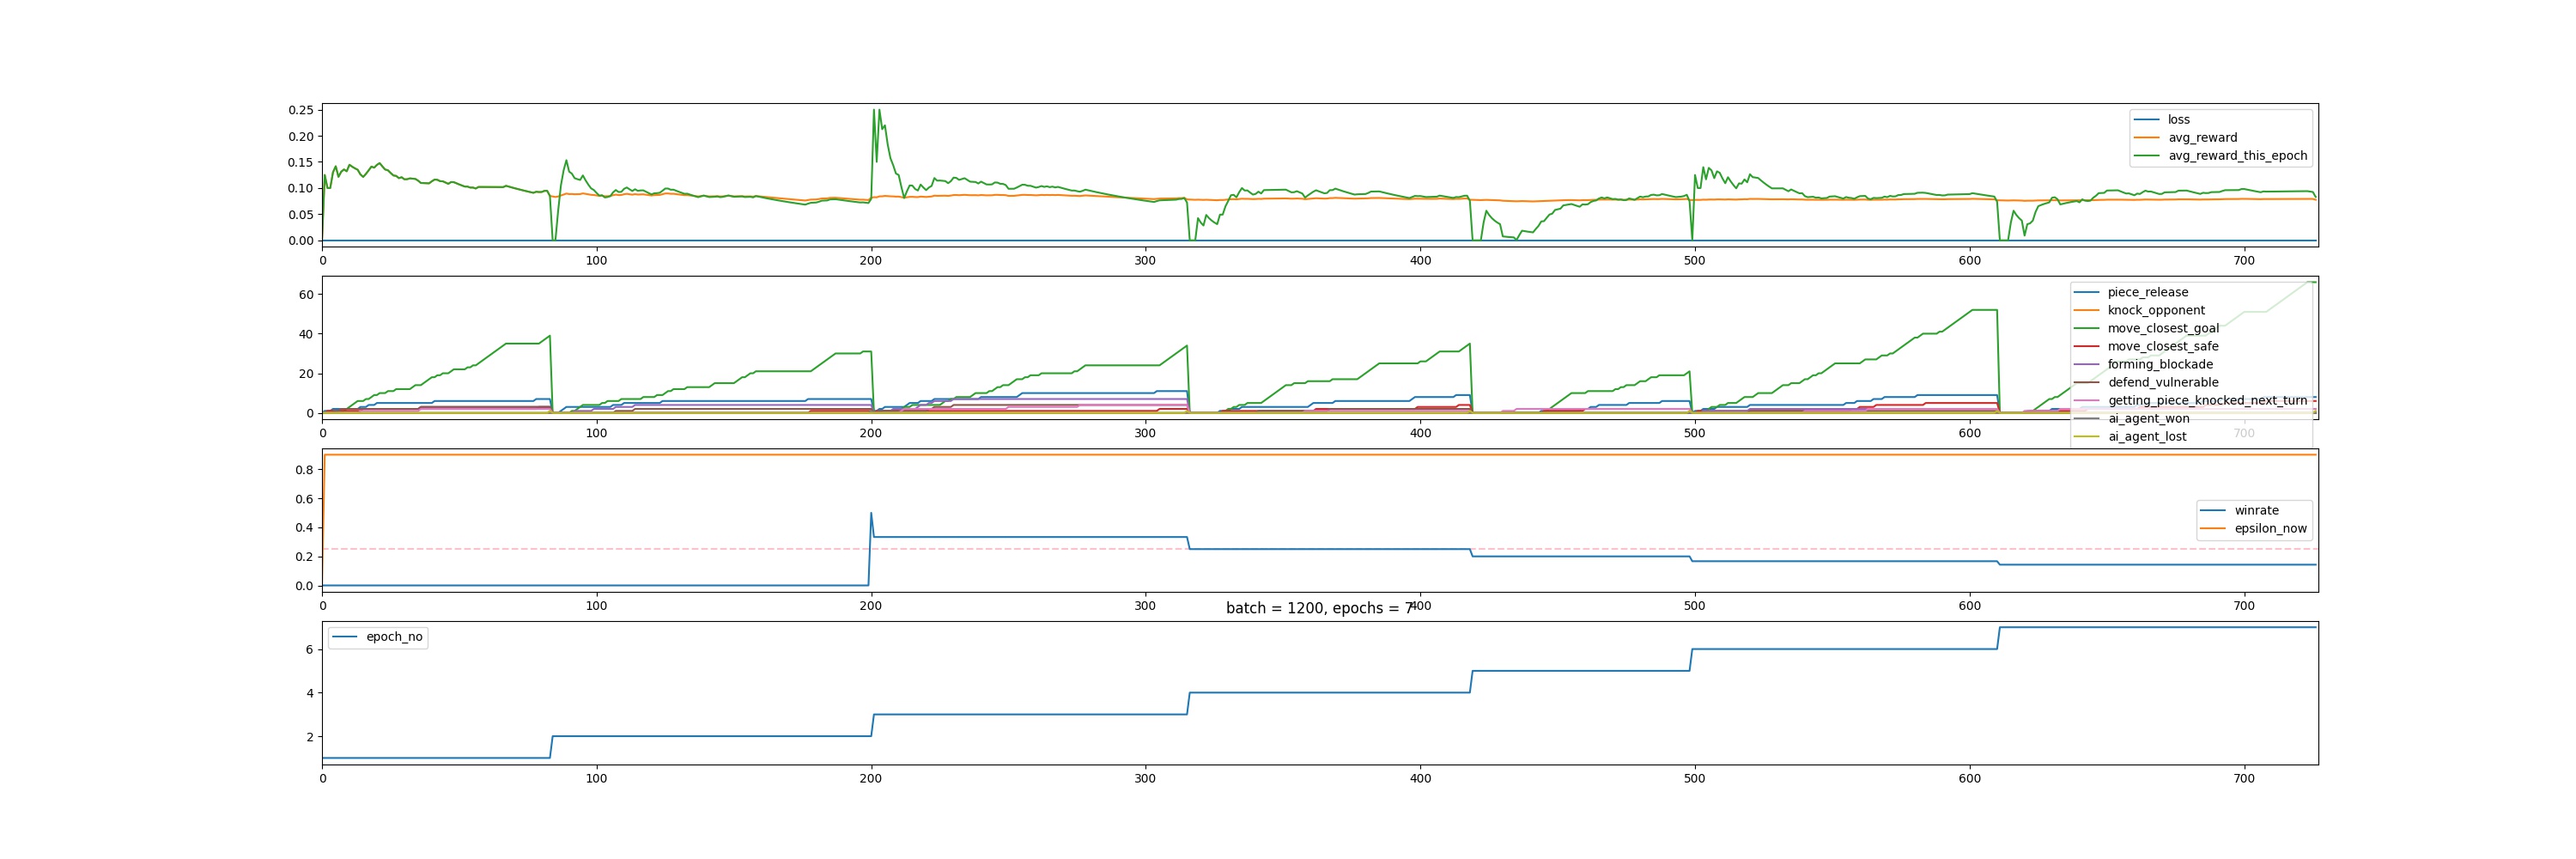 0.25
0.20
0.15
0.10
0.05
0.00
loss
avg_reward
avg_reward_this_epoch
0 100 200 300 400 500 600 700
60
40
20
0
piece_release
knock_opponent
move_closest_goal
move_closest_safe
forming_blockade
defend_vulnerable
getting_piece_knocked_next_turn
ai_agent_won
ai_agent_lost
0 100 200 300 400 500 600 700
0.8
0.6
0.4
0.2
0.0
winrate
epsilon_now
0 100 200 300 400 500 600 700
batch = 1200, epochs = 7
epoch_no
6
4
2
0 100 200 300 400 500 600 700